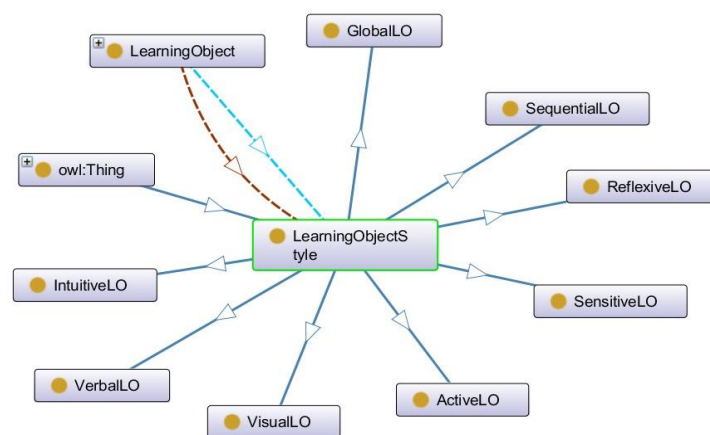 GlobalLO
LearningObject
SequentialLO
owl:Thing
ReflexiveLO
LearningObjectS
tyle
IntuitiveLO
SensitiveLO
VerbalLO
ActiveLO
VisualLO